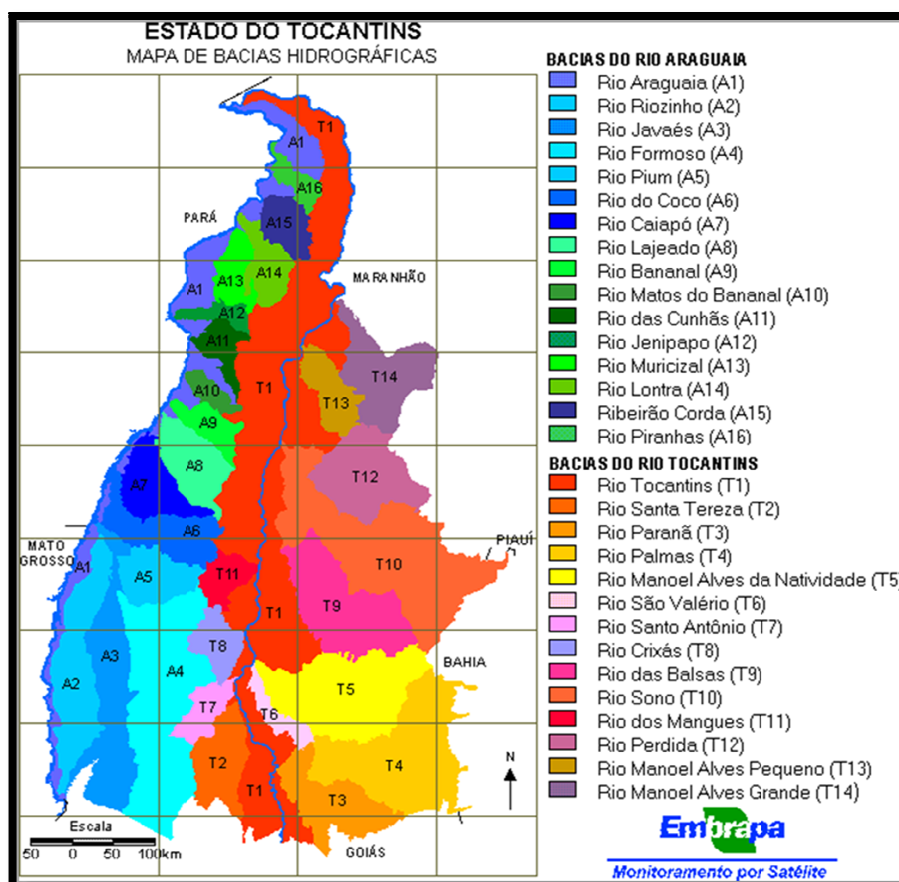 ESTADO DO TOCANTINS
MAPA DE BACIAS HIDROGRÁFICAS
T1
A1
A16
PARÁ
A15
MARANHÃO
A14
A13
A1
A12
A11
T14
T1
A10
T13
A9
A8
T12
A7
A6
PIAUÍ
MATO
GROSSO
A1
A5
T11
T10
T9
T1
A3
T8
A4
BAHIA
A2
T5
T7
T6
T2
T4
T1
T3
N
Escala
50 0 50 100km
GOIÁS
BACIAS DO RIO ARAGUAIA
Rio Araguaia (A1)
Rio Riozinho (A2)
Rio Javaés (A3)
Rio Formoso (A4)
Rio Pium (A5)
Rio do Coco (A6)
Rio Caiapó (A7)
Rio Lajeado (A8)
Rio Bananal (A9)
Rio Matos do Bananal (A10)
Rio das Cunhãs (A11)
Rio Jenipapo (A12)
Rio Muricizal (A13)
Rio Lontra (A14)
Ribeirão Corda (A15)
Rio Piranhas (A16)
BACIAS DO RIO TOCANTINS
Rio Tocantins (T1)
Rio Santa Tereza (T2)
Rio Paranã (T3)
Rio Palmas (T4)
Rio Manoel Alves da Natividade (T5)
Rio São Valério (T6)
Rio Santo Antônio (T7)
Rio Crixás (T8)
Rio das Balsas (T9)
Rio Sono (T10)
Rio dos Mangues (T11)
Rio Perdida (T12)
Rio Manoel Alves Pequeno (T13)
Rio Manoel Alves Grande (T14)
Embrapa
Monitoramento por Satélite